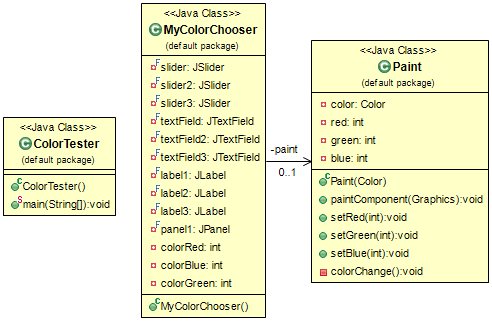 <<Java Class>>
ColorTester
(default package)
ColorTester()
main(String[]):void
<<Java Class>>
MyColorChooser
(default package)
slider: JSlider
slider2: JSlider
slider3: JSlider
textField: JTextField
textField2: JTextField
textField3: JTextField
label1: JLabel
label2: JLabel
label3: JLabel
panel1: JPanel
colorRed: int
colorBlue: int
colorGreen: int
MyColorChooser()
-paint
0..1
<<Java Class>>
Paint
(default package)
color: Color
red: int
green: int
blue: int
Paint(Color)
paintComponent(Graphics):void
setRed(int):void
setGreen(int):void
setBlue(int):void
colorChange():void